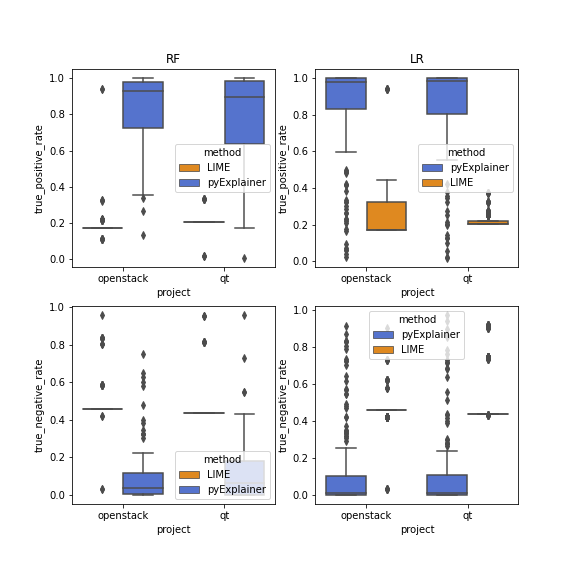 RF
LR
true_positive_rate
1.0
0.8
0.6
0.4
0.2
0.0
method
LIME
pyExplainer
openstack
qt
project
true_positive_rate
1.0
0.8
0.6
0.4
0.2
0.0
method
pyExplainer
LIME
openstack
qt
project
true_negative_rate
1.0
0.8
0.6
0.4
0.2
0.0
method
LIME
pyExplainer
openstack
qt
project
true_negative_rate
0.8
0.6
0.4
0.2
0.0
method
pyExplainer
LIME
openstack
qt
project